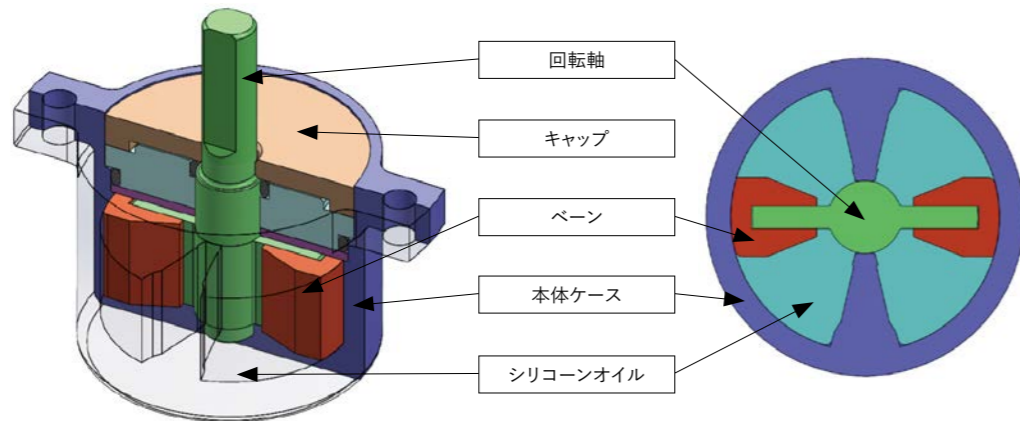 回転軸
キャップ
ベーン
本体ケース
シリコーンオイル